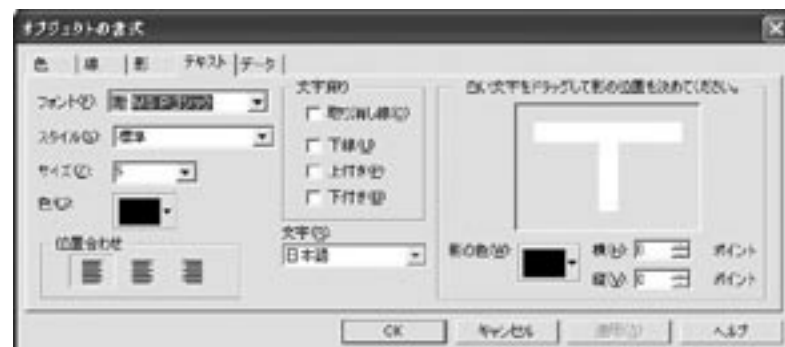 オブジェクトの書式
色 線 影 テキスト データ
フォント(F): MS Pゴシック
スタイル(S): 標準
サイズ(Z):
色(C):
位置合わせ
文字飾り
取り消し線(K)
下線(U)
上付き(P)
下付き(B)
文字(S)
日本語
白い文字をドラッグして影の位置も決めてください。
影の色(W): 横(H): 0 ポイント
縦(V): 0 ポイント
OK キャンセル ヘルプ